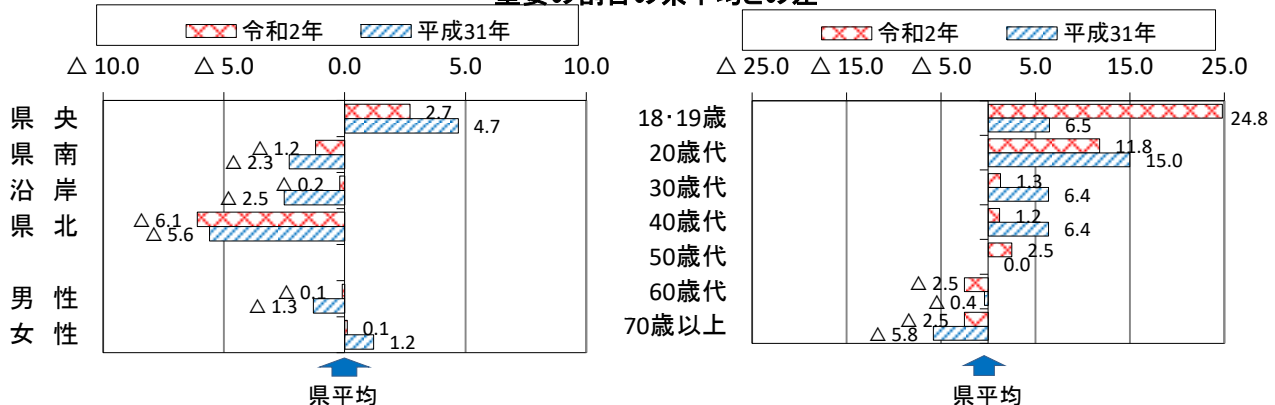 重要の割合の県平均との差
令和2年 平成31年
△ 10.0 △ 5.0 0.0 5.0 10.0
県 央 2.7
4.7
県 南 △ 1.2
△ 2.3
沿 岸 △ 0.2
△ 2.5
県 北 △ 6.1
△ 5.6
男 性 △ 0.1
△ 1.3
女 性 0.1
1.2
県平均
令和2年 平成31年
△ 25.0 △ 15.0 △ 5.0 5.0 15.0 25.0
18・19歳 24.8
6.5
20歳代 11.8
15.0
30歳代 1.3
6.4
40歳代 1.2
6.4
50歳代 2.5
0.0
60歳代 △ 2.5
△ 0.4
70歳以上 △ 2.5
△ 5.8
県平均